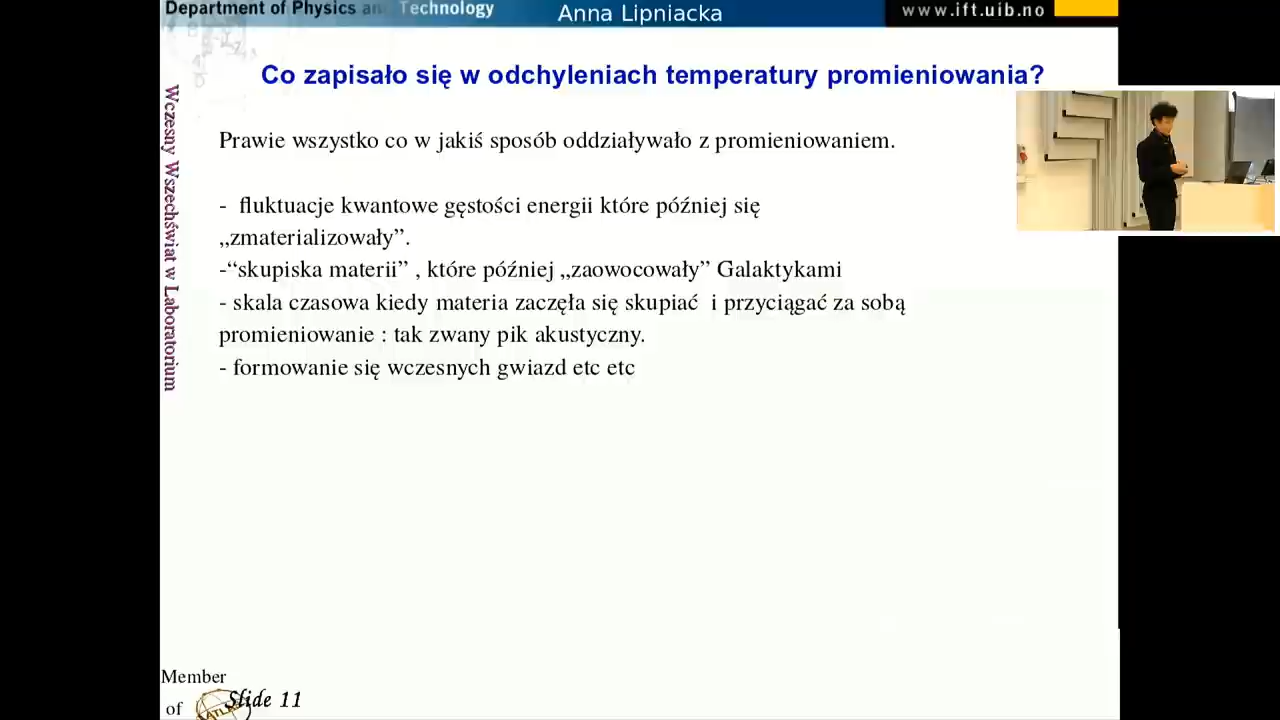 Department of Physics and Technology
Anna Lipniacka
www.ift.uib.no
Co zapisało się w odchyleniach temperatury promieniowania?
Wczesny Wszechświat w Laboratorium
Prawie wszystko co w jakiś sposób oddziaływało z promieniowaniem.
- fluktuacje kwantowe gęstości energii które później się
„zmaterializowały”.
-“skupiska materii” , które później „zaowocowały” Galaktykami
- skala czasowa kiedy materia zaczęła się skupiać i przyciągać za sobą
promieniowanie : tak zwany pik akustyczny.
- formowanie się wczesnych gwiazd etc etc
Member
of
Slide 11